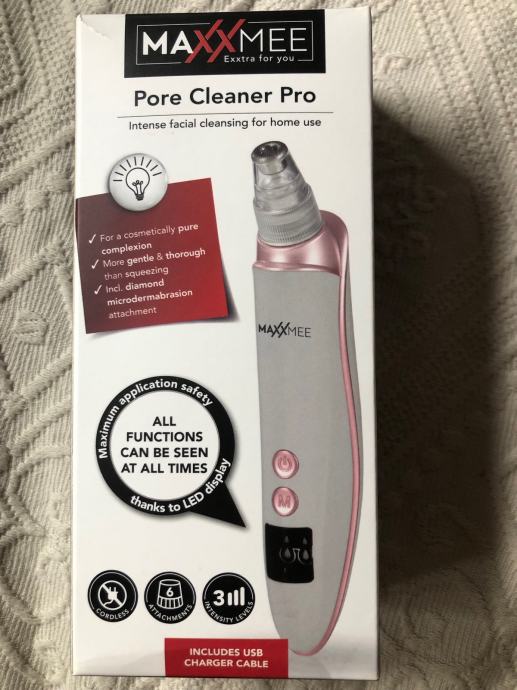 MAXXMEE
Exxtra for you
Pore Cleaner Pro
Intense facial cleansing for home use
✓ For a cosmetically pure
complexion
✓ More gentle & thorough
than squeezing
✓ Incl. diamond
microdermabrasion
attachment
MAXXMEE
Maximum application safety
ALL
FUNCTIONS
CAN BE SEEN
AT ALL TIMES
thanks to LED display
M
CORDLESS
6
ATTACHMENTS
3
INTENSITY LEVELS
INCLUDES USB
CHARGER CABLE